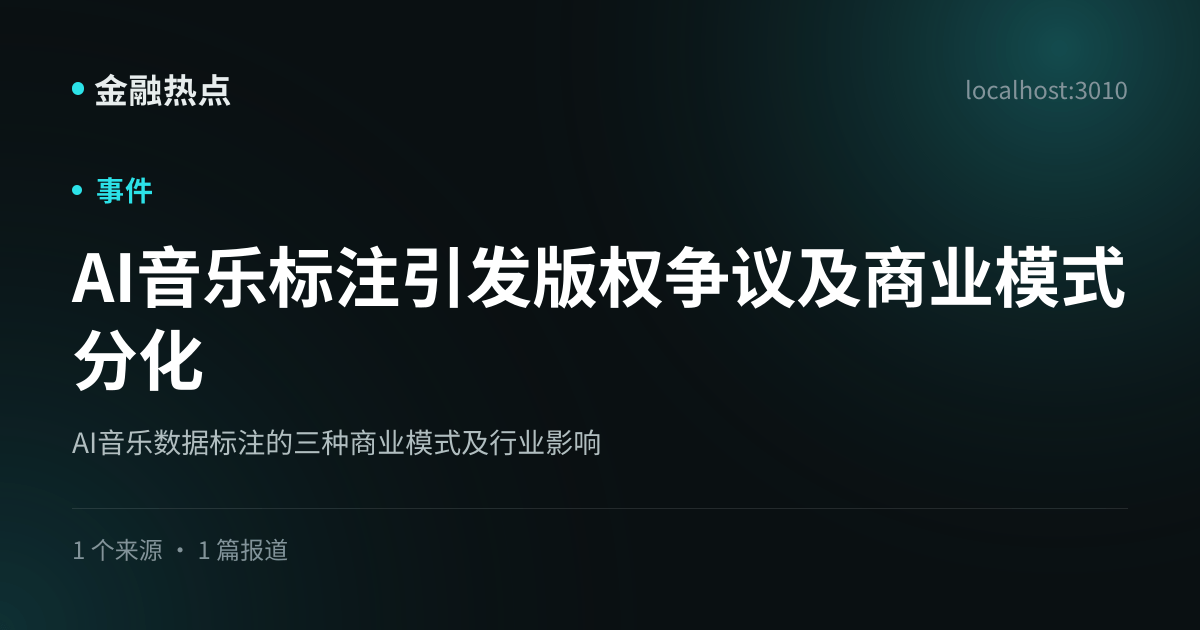 金融热点
localhost:3010
事件
AI音乐标注引发版权争议及商业模式
分化
AI音乐数据标注的三种商业模式及行业影响
1 个来源 · 1 篇报道